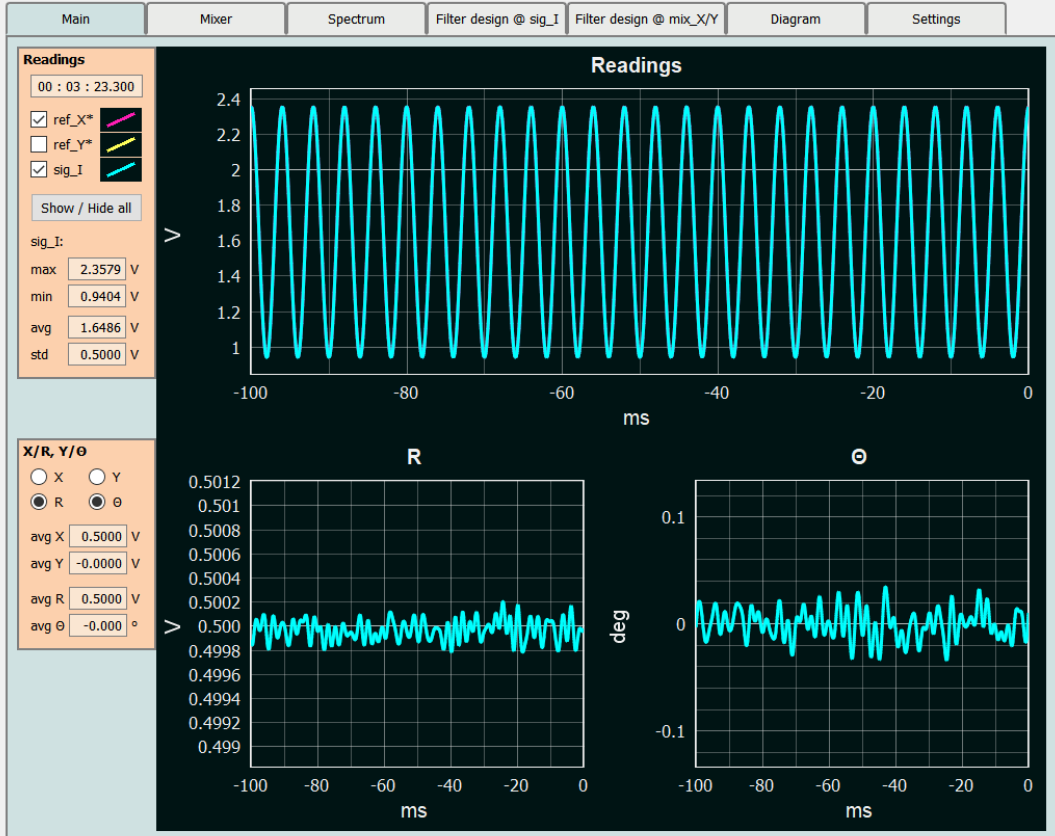 Main Mixer Spectrum Filter design @ sig_I Filter design @ mix_X/Y Diagram Settings
Readings
00 : 03 : 23.300
ref_X*
ref_Y*
sig_I
Show / Hide all
sig_I:
max 2.3579 V
min 0.9404 V
avg 1.6486 V
std 0.5000 V
Readings
2.4
2.2
2
1.8
1.6
1.4
1.2
1
V
-100 -80 -60 -40 -20 0
ms
X/R, Y/Θ
X Y
R Θ
avg X 0.5000 V
avg Y -0.0000 V
avg R 0.5000 V
avg Θ -0.000 °
R
0.5012
0.501
0.5008
0.5006
0.5004
0.5002
0.500
0.4998
0.4996
0.4994
0.4992
0.499
V
-100 -80 -60 -40 -20 0
ms
Θ
0.1
0
-0.1
deg
-100 -80 -60 -40 -20 0
ms